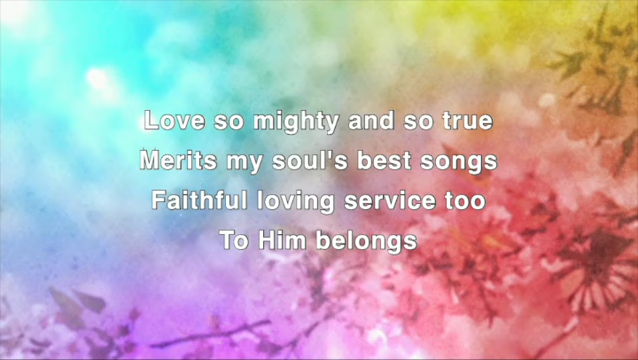 Love so mighty and so true
Merits my soul's best songs
Faithful loving service too
To Him belongs